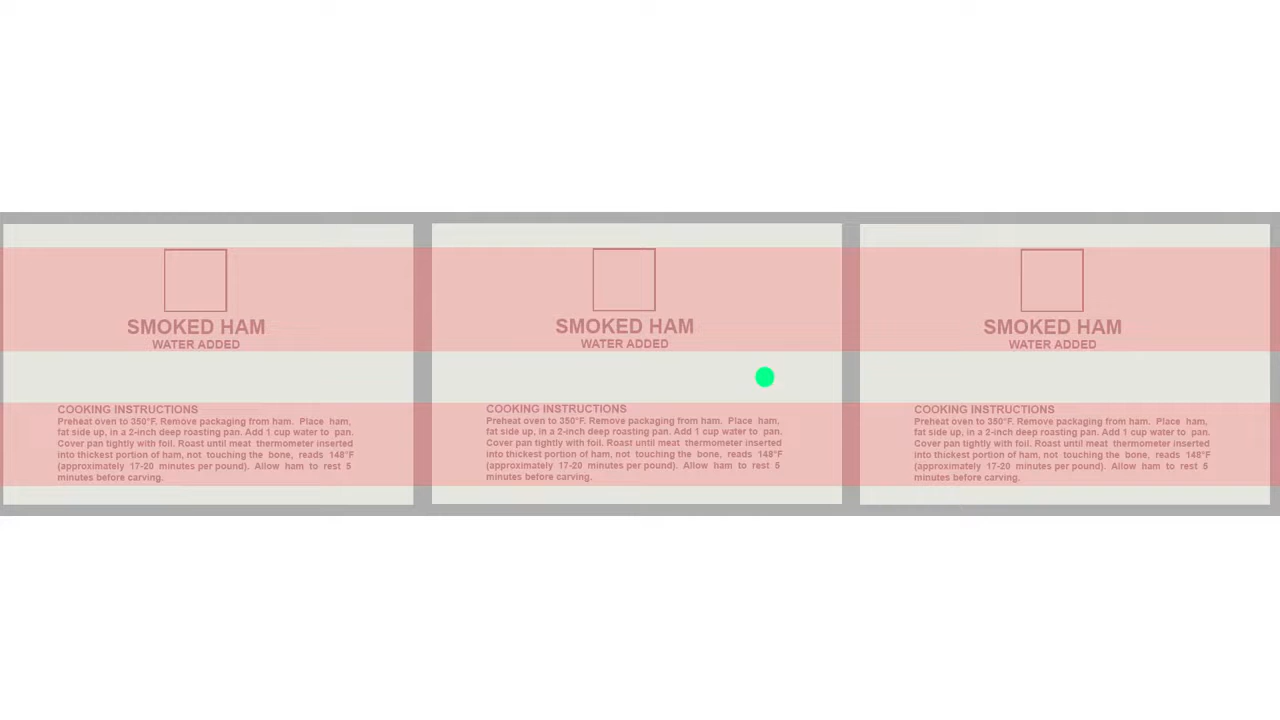 SMOKED HAM
WATER ADDED
COOKING INSTRUCTIONS
Preheat oven to 350°F. Remove packaging from ham. Place ham,
fat side up, in a 2-inch deep roasting pan. Add 1 cup water to pan.
Cover pan tightly with foil. Roast until meat thermometer inserted
into thickest portion of ham, not touching the bone, reads 148°F
(approximately 17-20 minutes per pound). Allow ham to rest 5
minutes before carving.
SMOKED HAM
WATER ADDED
COOKING INSTRUCTIONS
Preheat oven to 350°F. Remove packaging from ham. Place ham,
fat side up, in a 2-inch deep roasting pan. Add 1 cup water to pan.
Cover pan tightly with foil. Roast until meat thermometer inserted
into thickest portion of ham, not touching the bone, reads 148°F
(approximately 17-20 minutes per pound). Allow ham to rest 5
minutes before carving.
SMOKED HAM
WATER ADDED
COOKING INSTRUCTIONS
Preheat oven to 350°F. Remove packaging from ham. Place ham,
fat side up, in a 2-inch deep roasting pan. Add 1 cup water to pan.
Cover pan tightly with foil. Roast until meat thermometer inserted
into thickest portion of ham, not touching the bone, reads 148°F
(approximately 17-20 minutes per pound). Allow ham to rest 5
minutes before carving.